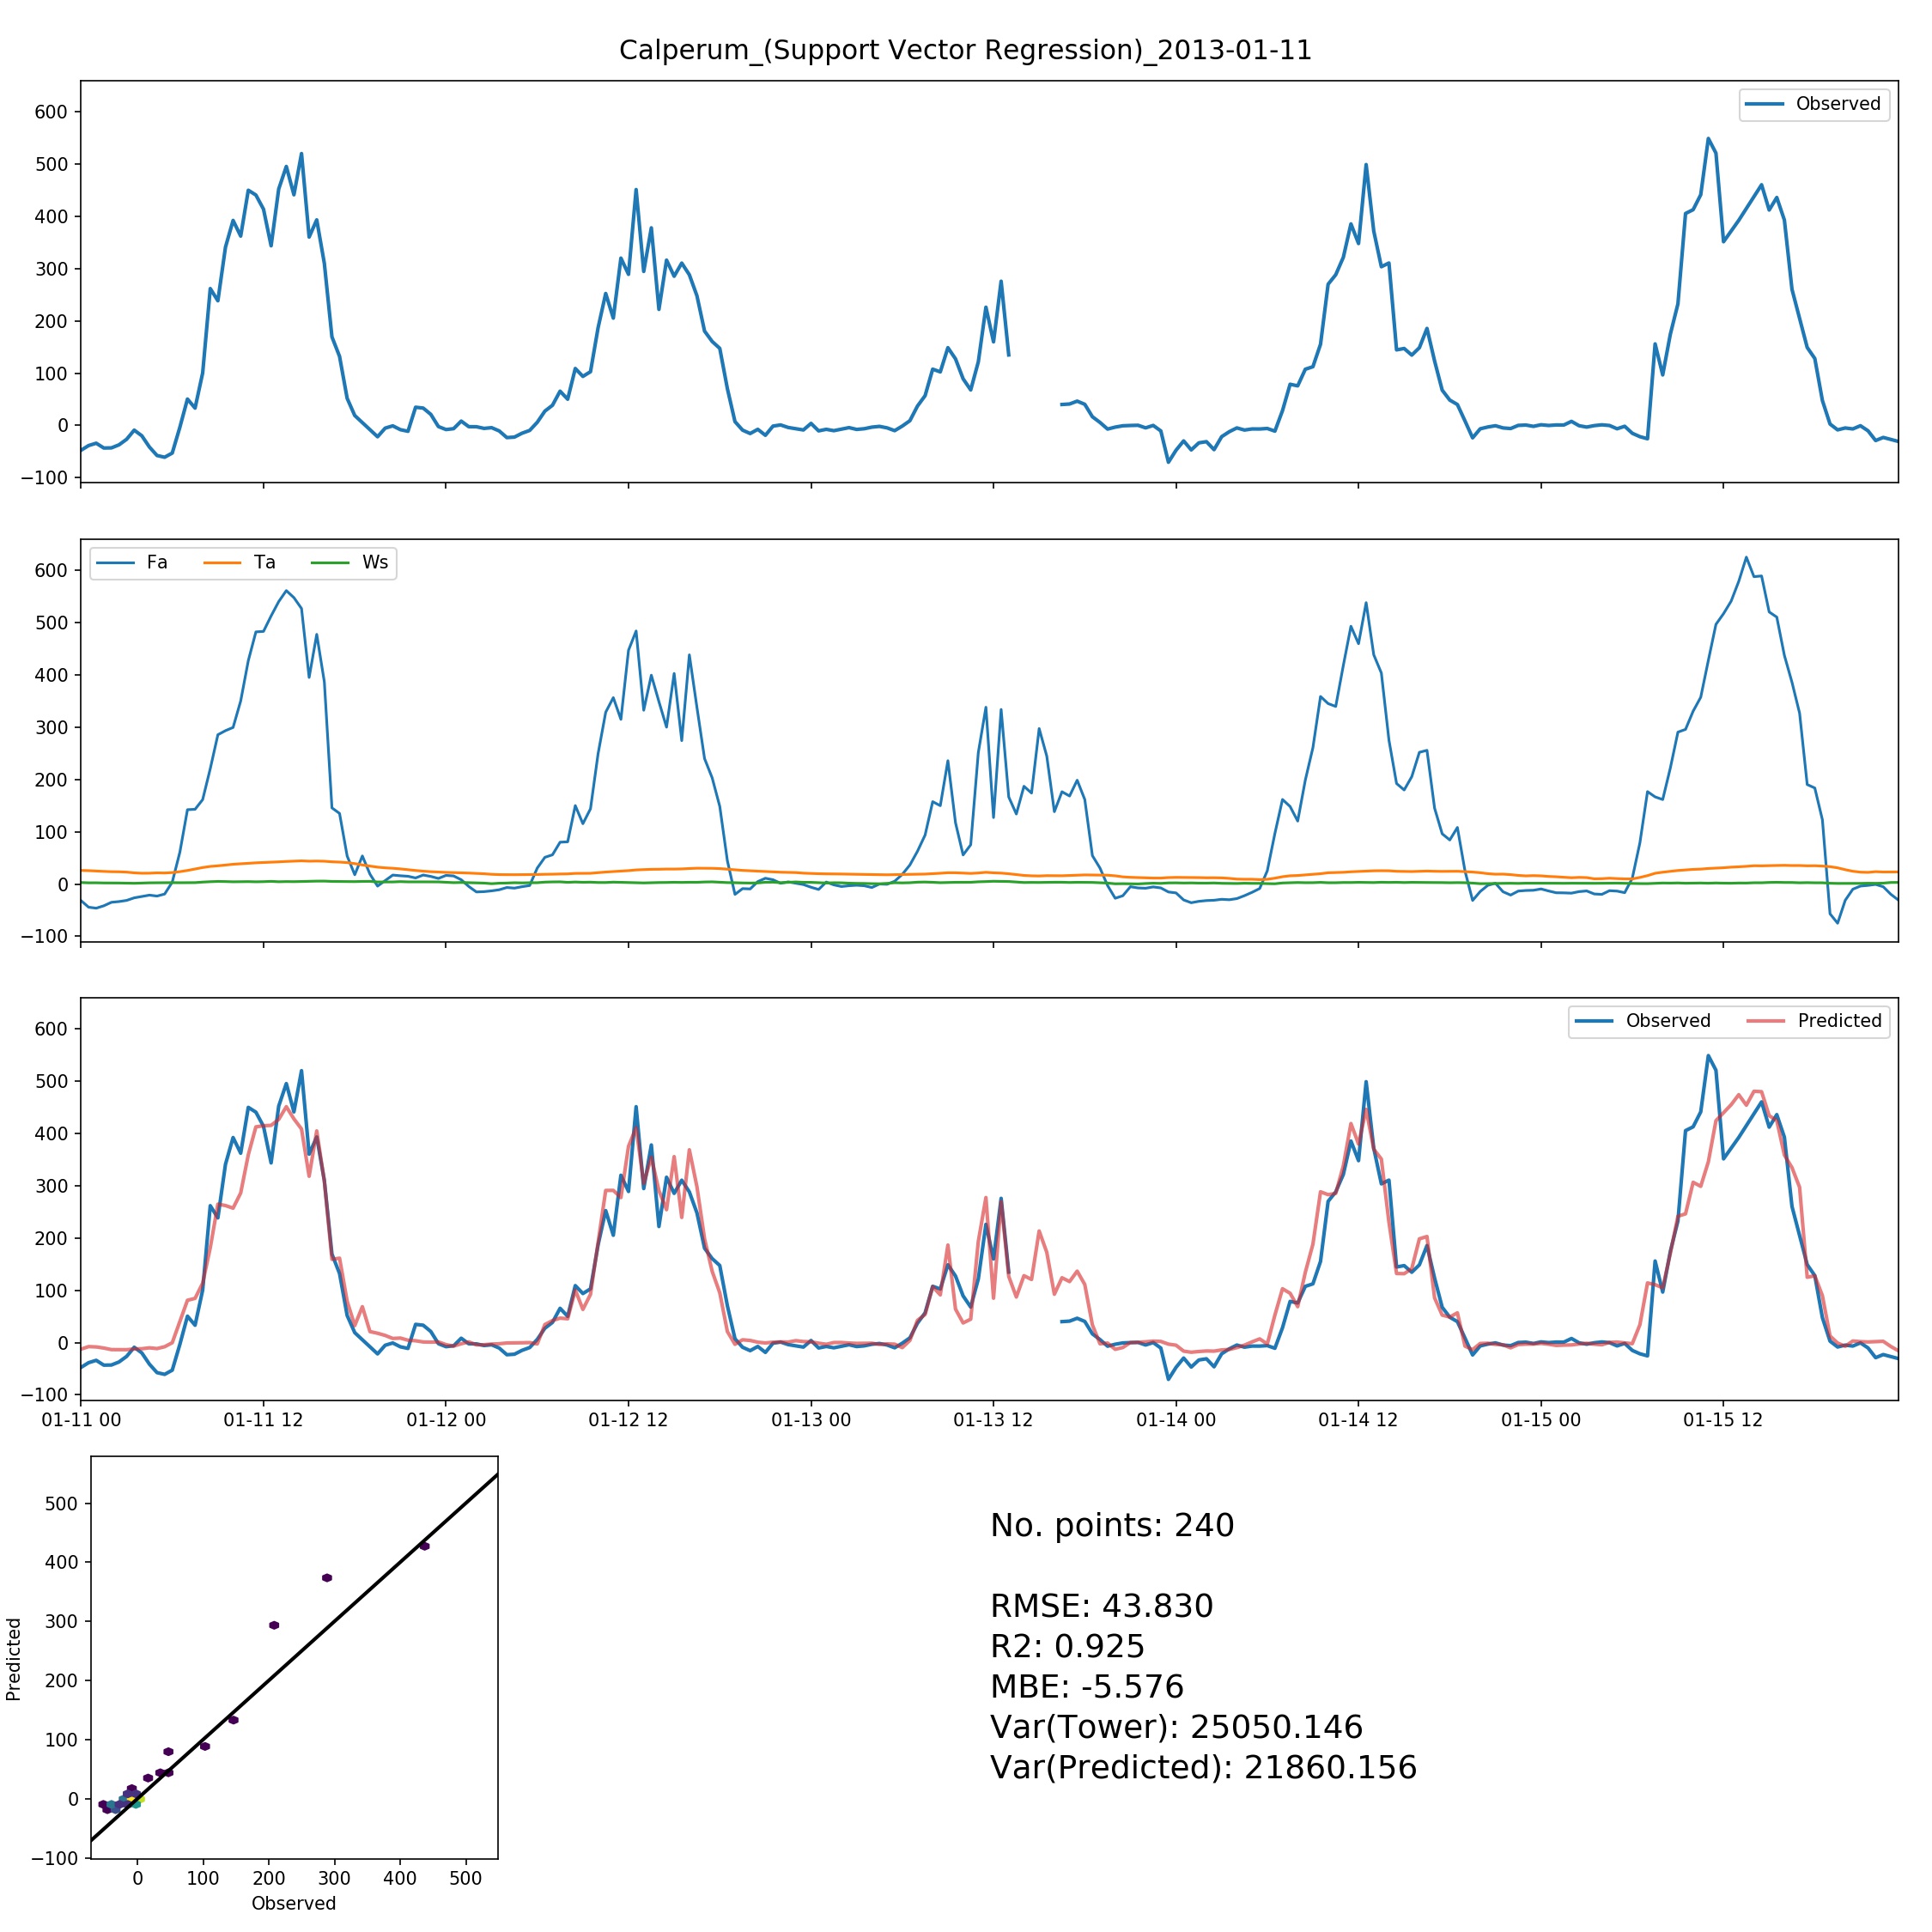 Calperum_(Support Vector Regression)_2013-01-11
600
500
400
300
200
100
0
−100
Observed
600
500
400
300
200
100
0
−100
Fa Ta Ws
600
500
400
300
200
100
0
−100
Observed Predicted
01-11 00 01-11 12 01-12 00 01-12 12 01-13 00 01-13 12 01-14 00 01-14 12 01-15 00 01-15 12
Predicted
500
400
300
200
100
0
−100
0 100 200 300 400 500
Observed
No. points: 240
RMSE: 43.830
R2: 0.925
MBE: -5.576
Var(Tower): 25050.146
Var(Predicted): 21860.156